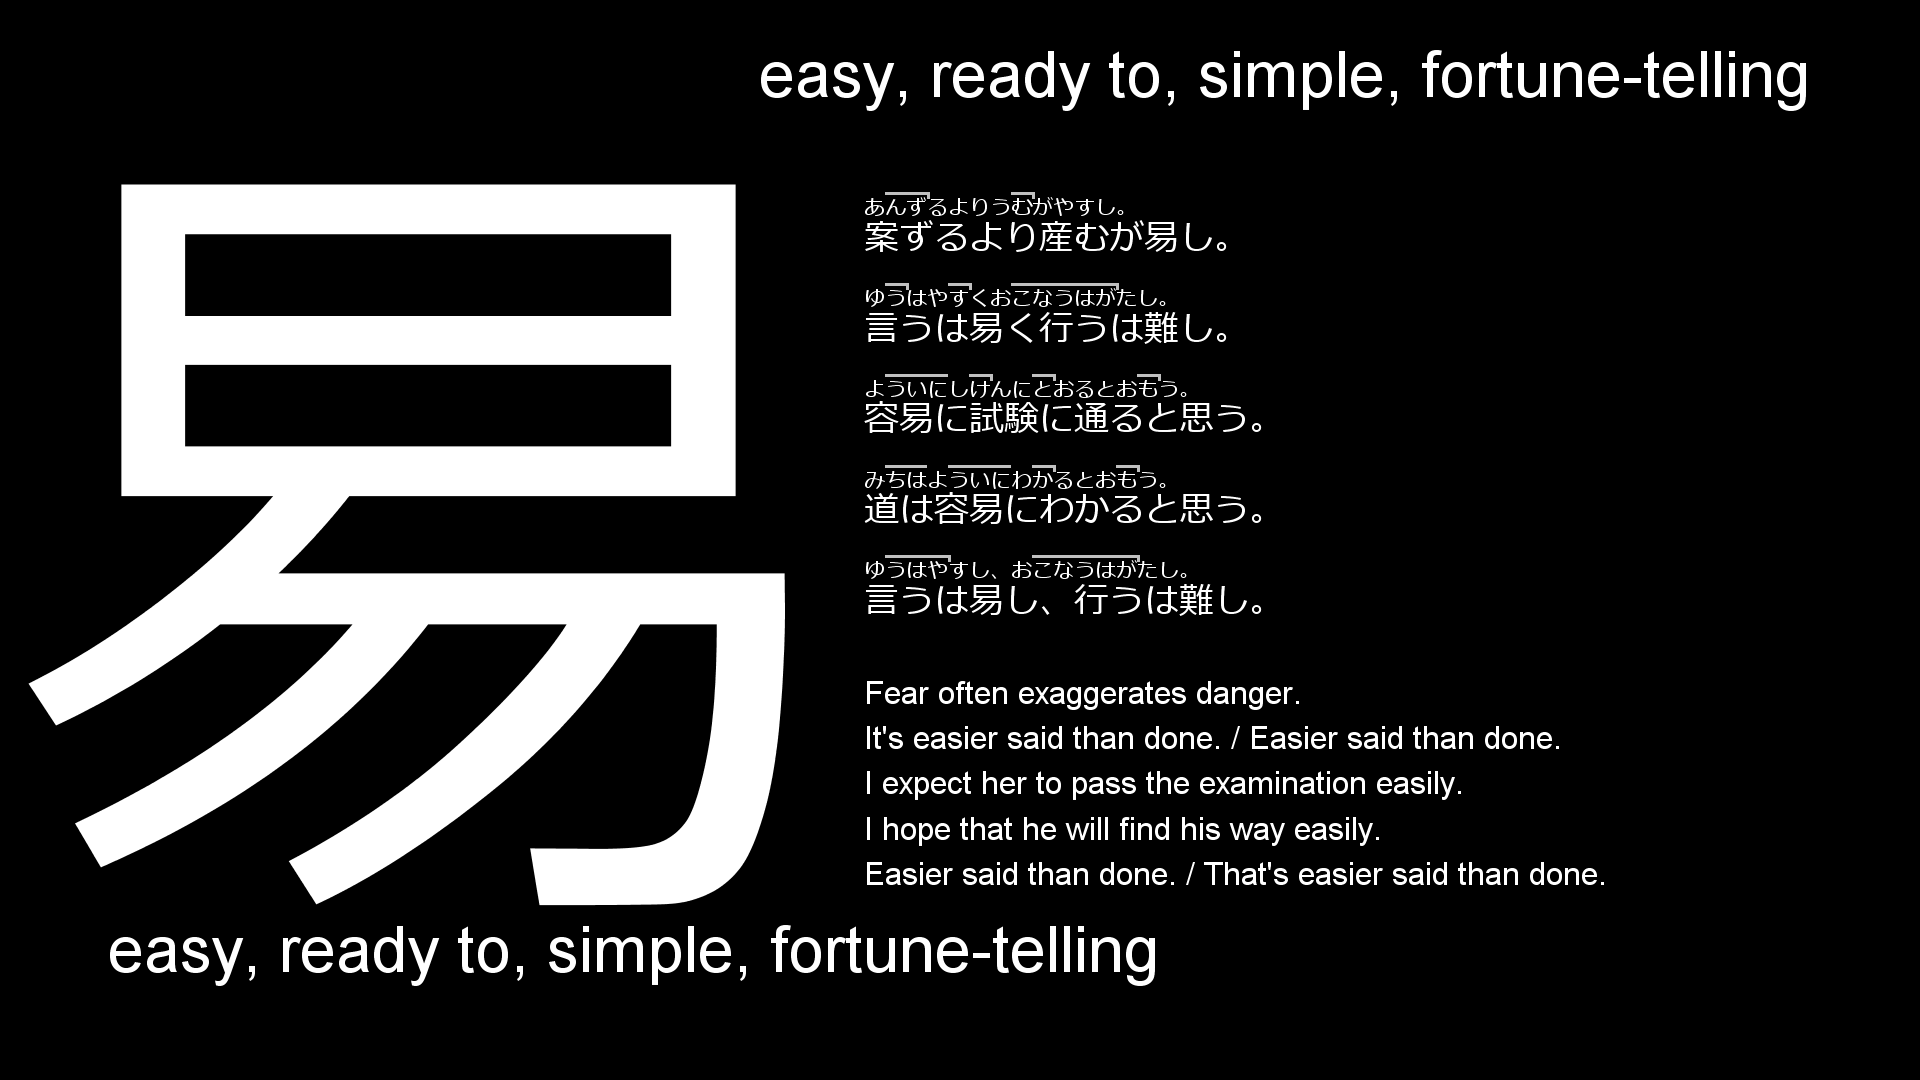 easy, ready to, simple, fortune-telling
易
あんずるよりうむがやすし。
案ずるより産むが易し。
ゆうはやすくおこなうはがたし。
言うは易く行うは難し。
よういにしけんにとおるとおもう。
容易に試験に通ると思う。
みちはよういにわかるとおもう。
道は容易にわかると思う。
ゆうはやすし、おこなうはがたし。
言うは易し、行うは難し。
Fear often exaggerates danger.
It's easier said than done. / Easier said than done.
I expect her to pass the examination easily.
I hope that he will find his way easily.
Easier said than done. / That's easier said than done.
easy, ready to, simple, fortune-telling